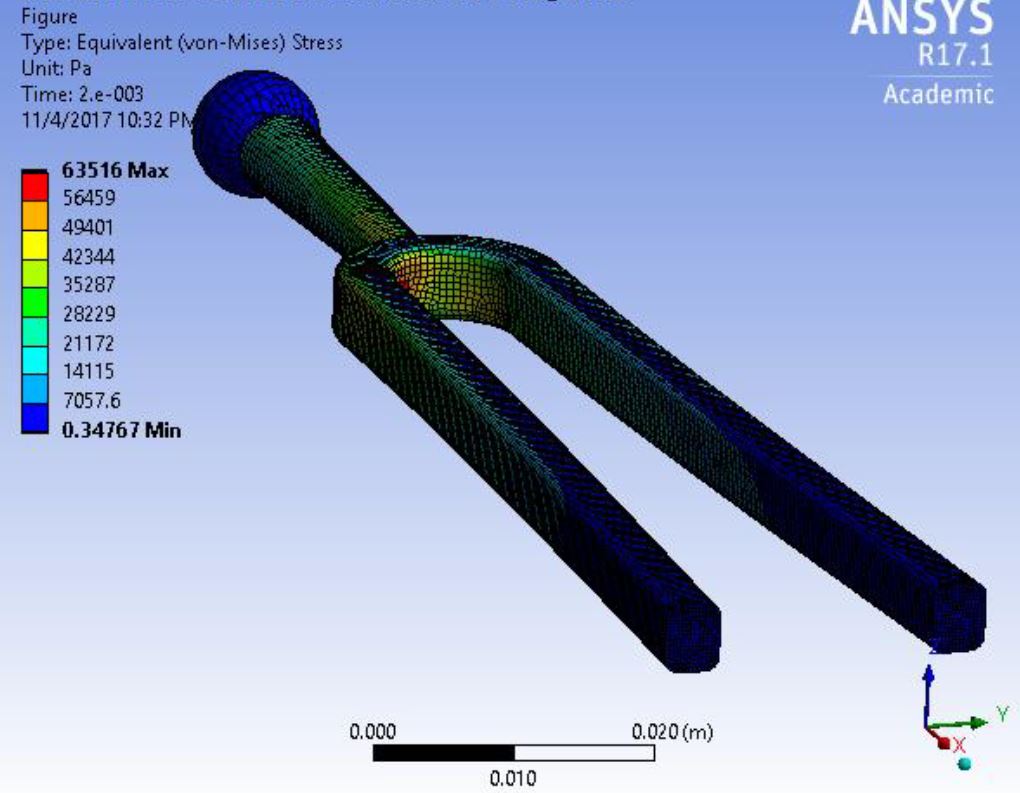 Figure
Type: Equivalent (von-Mises) Stress
Unit: Pa
Time: 2.e-003
11/4/2017 10:32 PM
ANSYS
R17.1
Academic
63516 Max
56459
49401
42344
35287
28229
21172
14115
7057.6
0.34767 Min
0.000
0.020 (m)
0.010
Z
Y
X